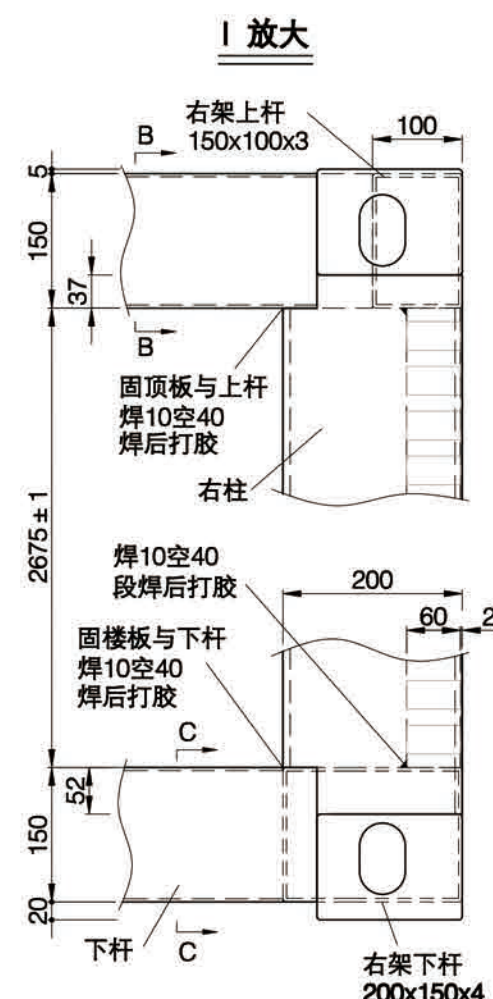 I 放大
右架上杆
150x100x3
100
B
5
150
37
B
固顶板与上杆
焊10空40
焊后打胶
右柱
2675±1
焊10空40
段焊后打胶
200
60
2
固楼板与下杆
焊10空40
焊后打胶
C
52
150
20
下杆
C
右架下杆
200x150x4